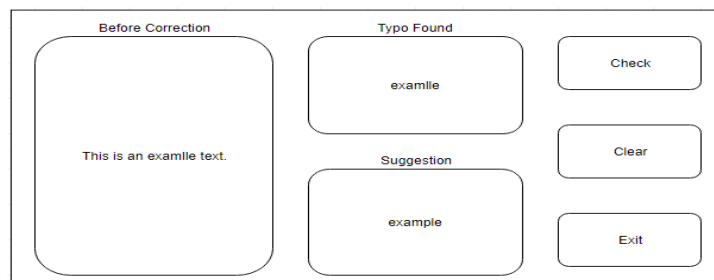 Before Correction
This is an examlle text.
Typo Found
examlle
Suggestion
example
Check
Clear
Exit